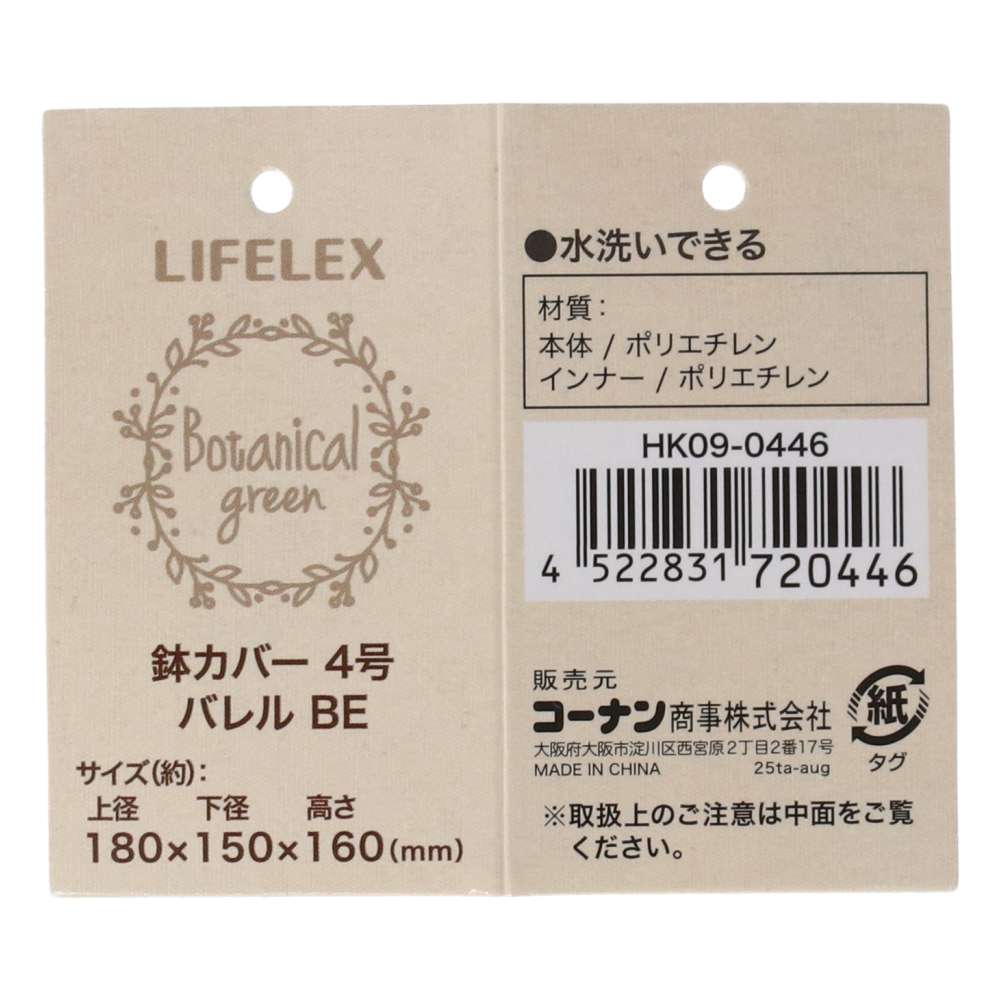 LIFELEX
Botanical
green
鉢カバー 4号
バレル BE
サイズ(約):
上径 下径 高さ
180×150×160(mm)
●水洗いできる
材質:
本体 / ポリエチレン
インナー / ポリエチレン
HK09-0446
4 522831 720446
販売元
コーナン商事株式会社
大阪府大阪市淀川区西宮原2丁目2番17号
MADE IN CHINA 25ta-aug
紙
タグ
※取扱上のご注意は中面をご覧
ください。